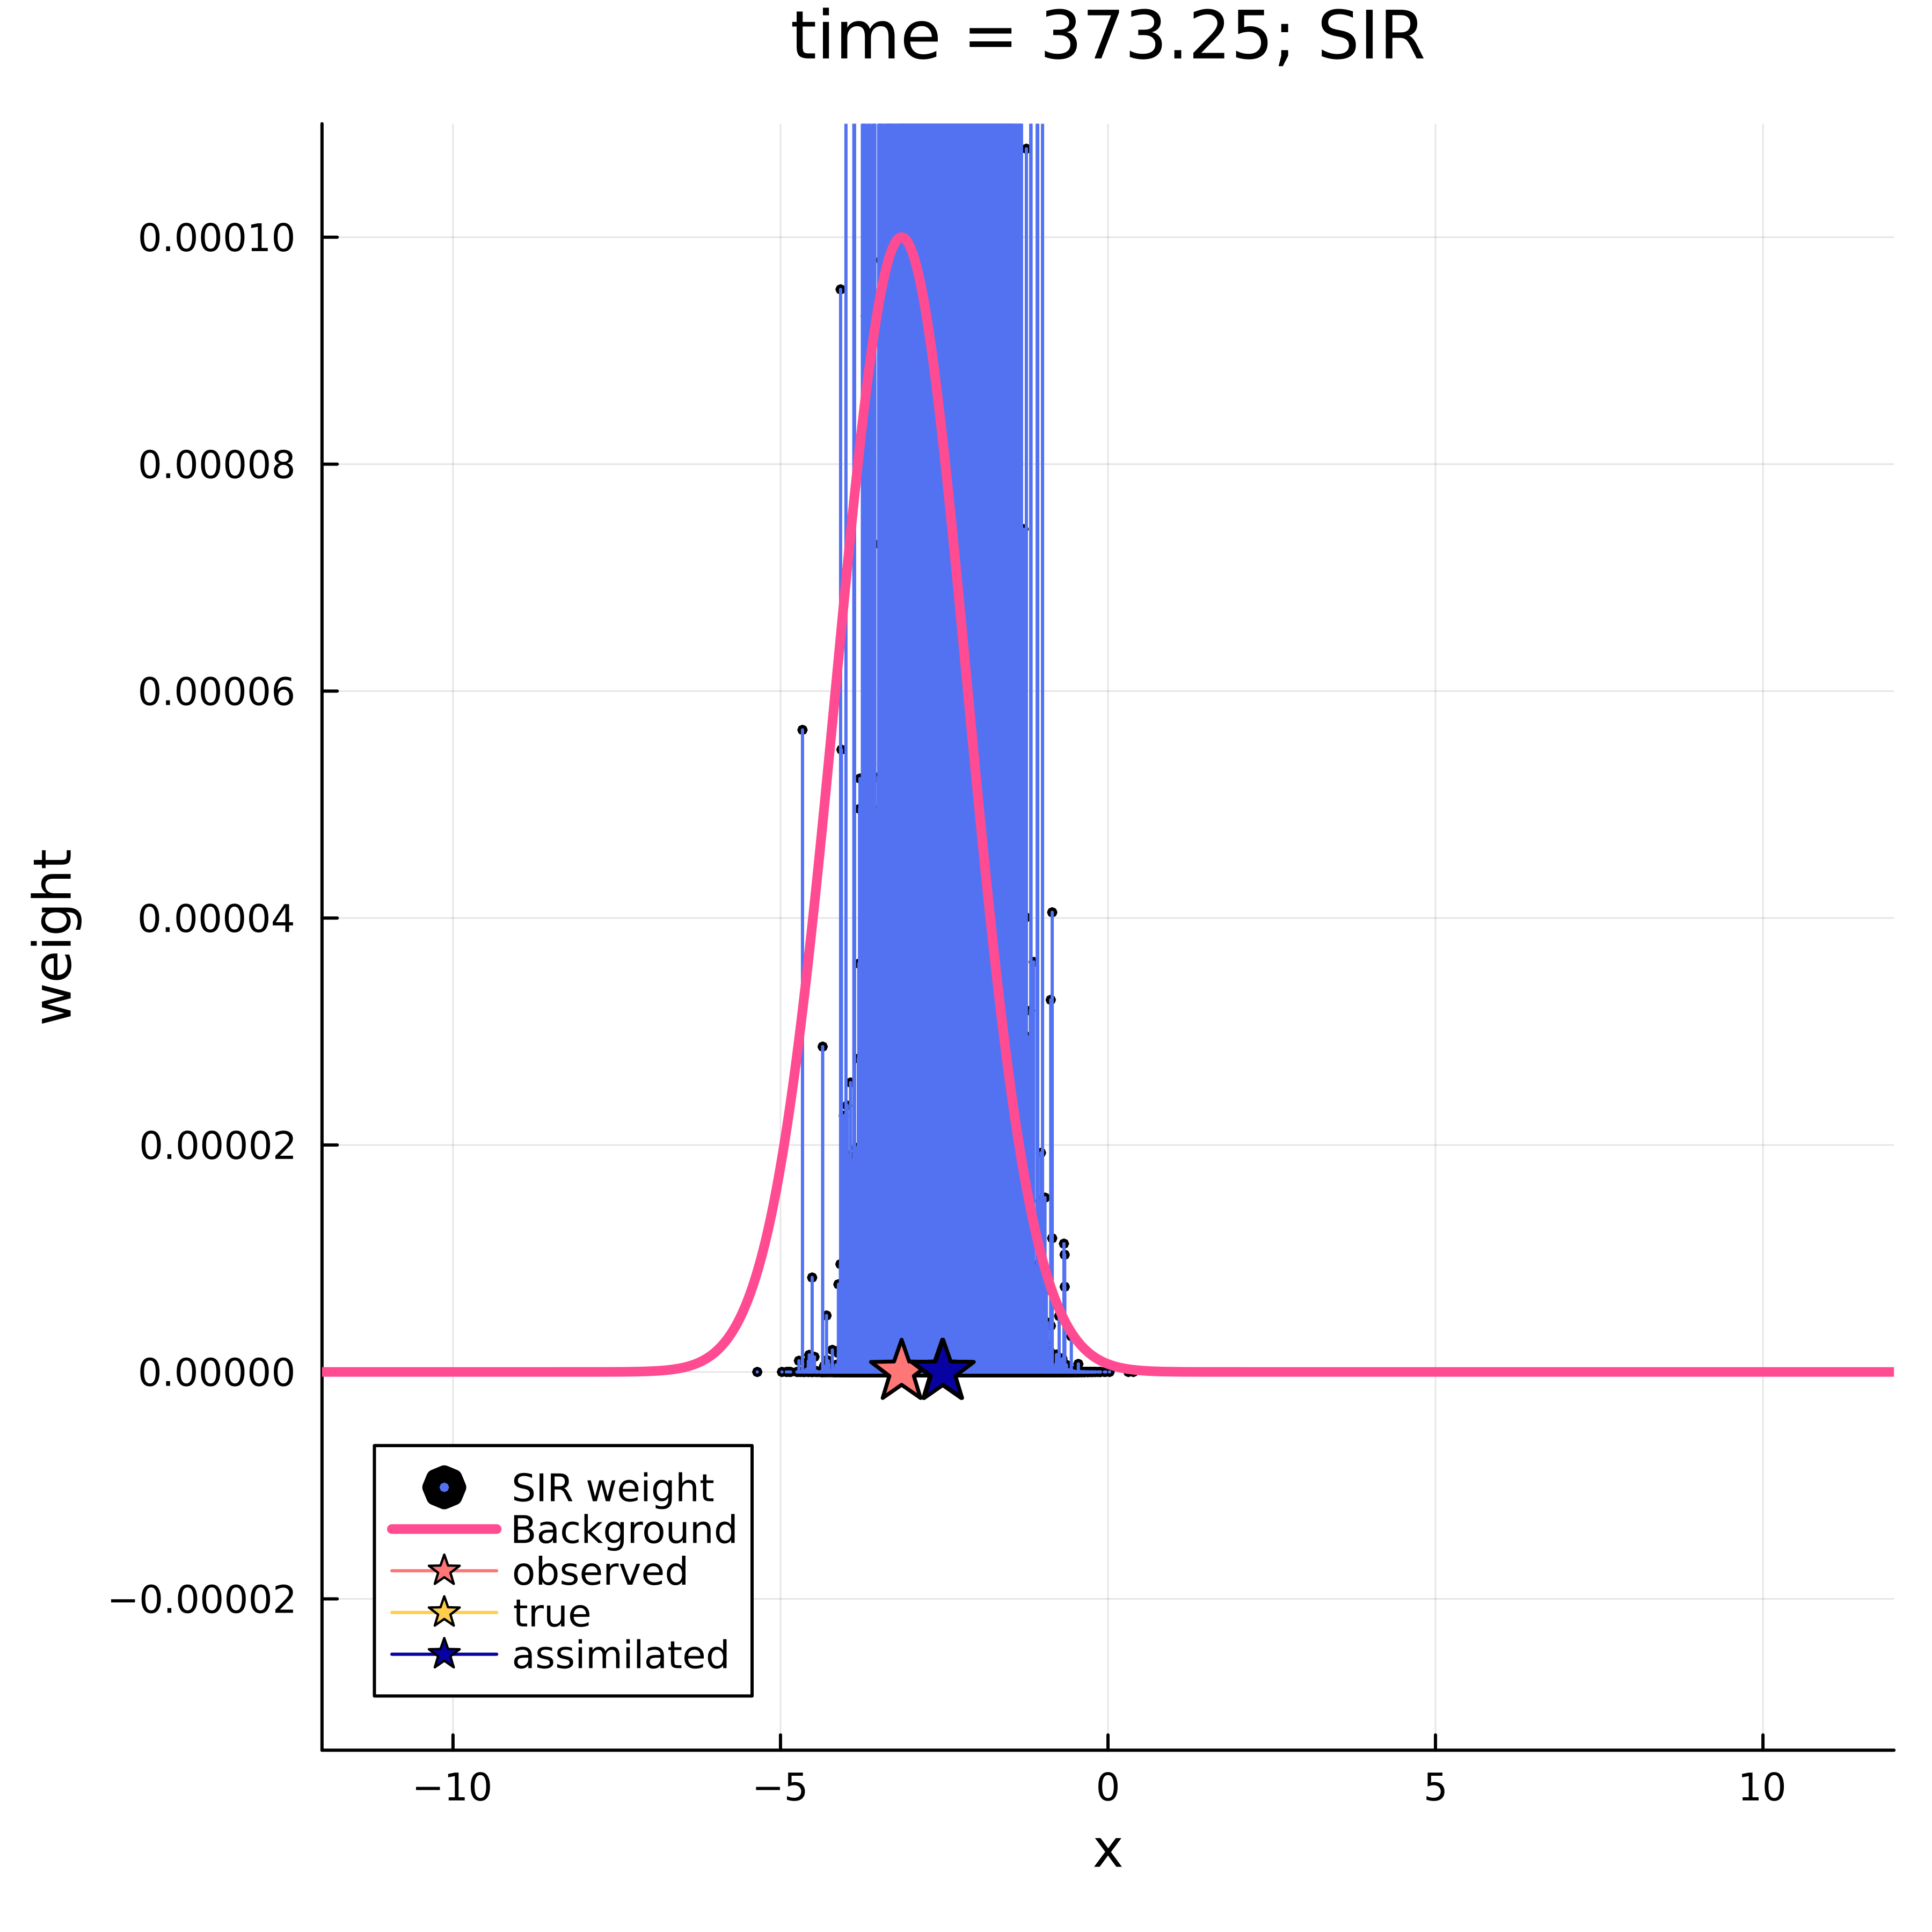 time = 373.25; SIR
weight
0.00010
0.00008
0.00006
0.00004
0.00002
0.00000
−0.00002
SIR weight
Background
observed
true
assimilated
−10 −5 0 5 10
x